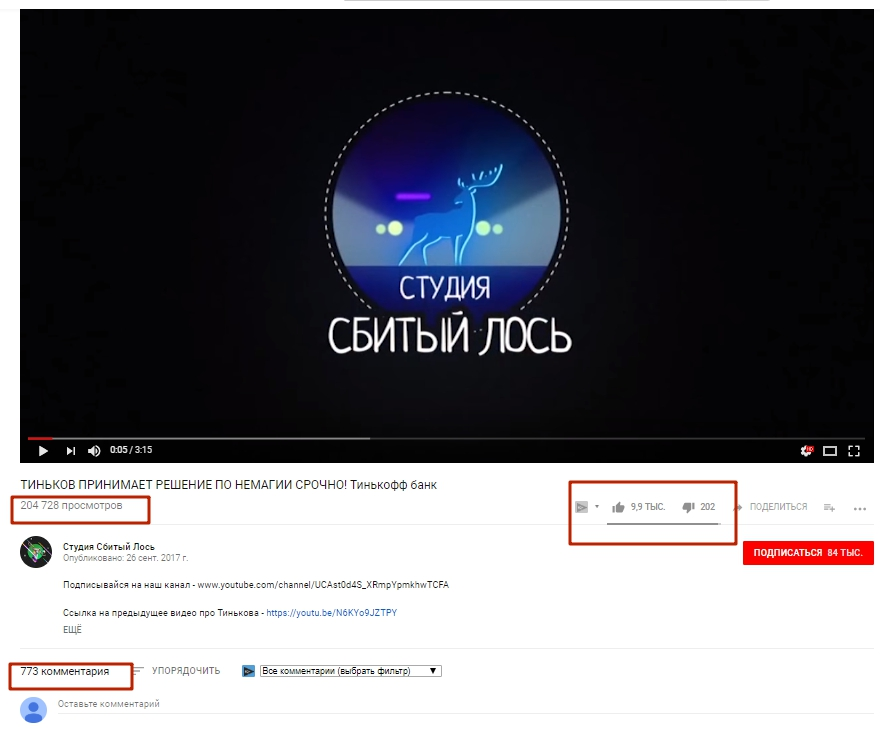 СТУДИЯ
СБИТЫЙ ЛОСЬ
0:05 / 3:15
HD
ТИНЬКОВ ПРИНИМАЕТ РЕШЕНИЕ ПО НЕМАГИИ СРОЧНО! Тинькофф банк
204 728 просмотров
9,9 ТЫС. 202 ПОДЕЛИТЬСЯ
Студия Сбитый Лось
Опубликовано: 26 сент. 2017 г.
ПОДПИСАТЬСЯ 84 ТЫС.
Подписывайся на наш канал - www.youtube.com/channel/UCAst0d4S_XRmpYpmkhwTCFA
Ссылка на предыдущее видео про Тинькова - https://youtu.be/N6KYo9JZTPY
ЕЩЁ
773 комментария УПОРЯДОЧИТЬ Все комментарии (выбрать фильтр)
Оставьте комментарий